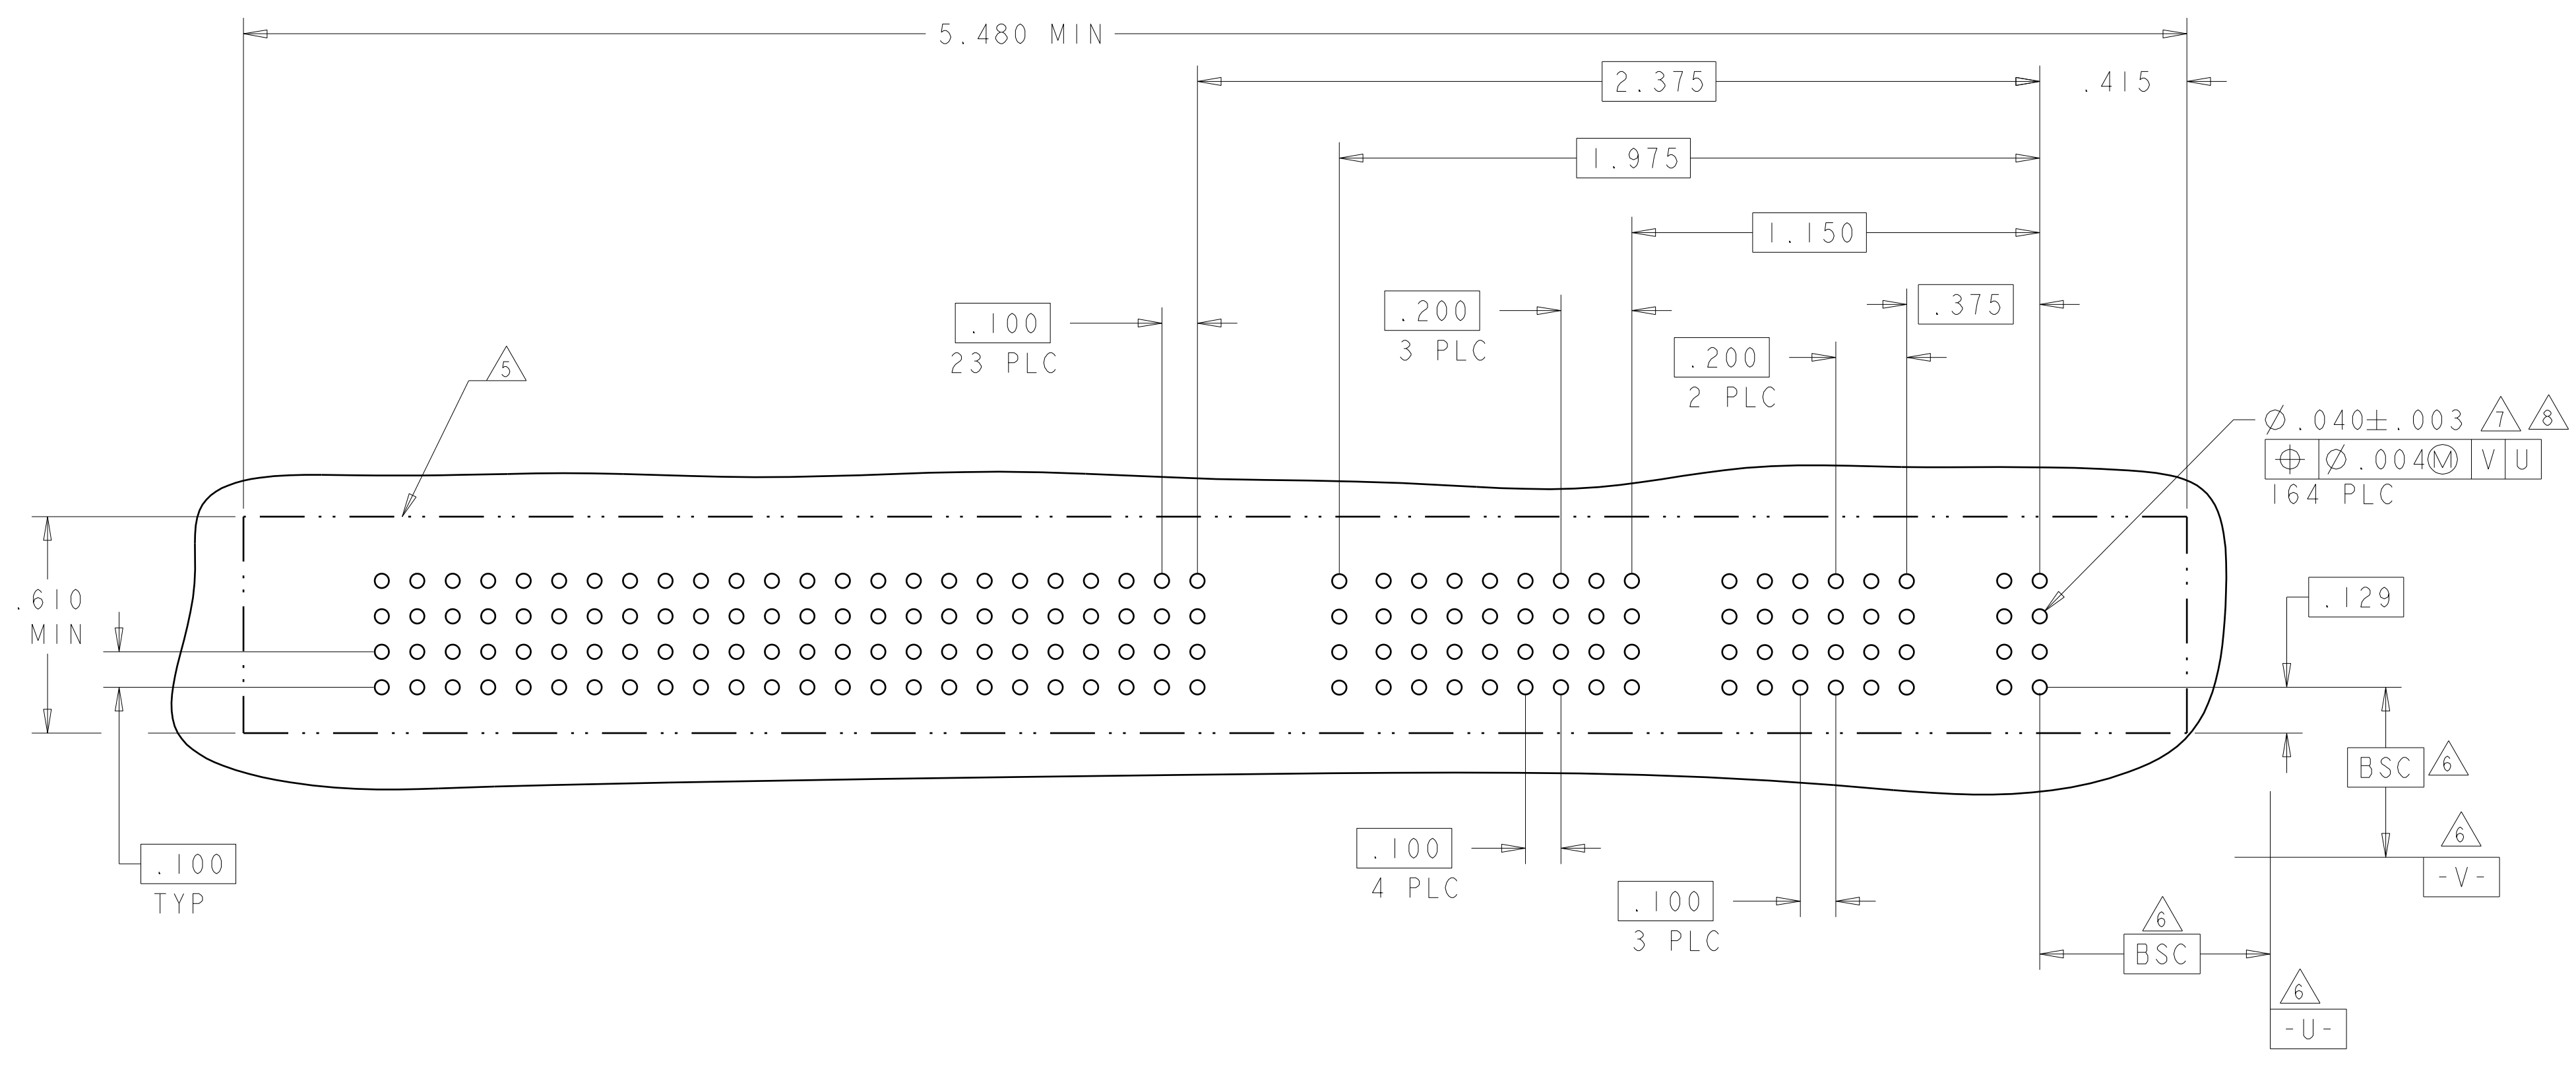 5.480 MIN
2.375
.415
1.975
1.150
.375
.200
3 PLC
.100
23 PLC
.200
2 PLC
5
Ø.040±.003 7 8
⌖ Ø.004Ⓜ V U
164 PLC
.610
MIN
.129
BSC 6
6
-V-
.100
TYP
.100
4 PLC
.100
3 PLC
6
BSC
6
-U-